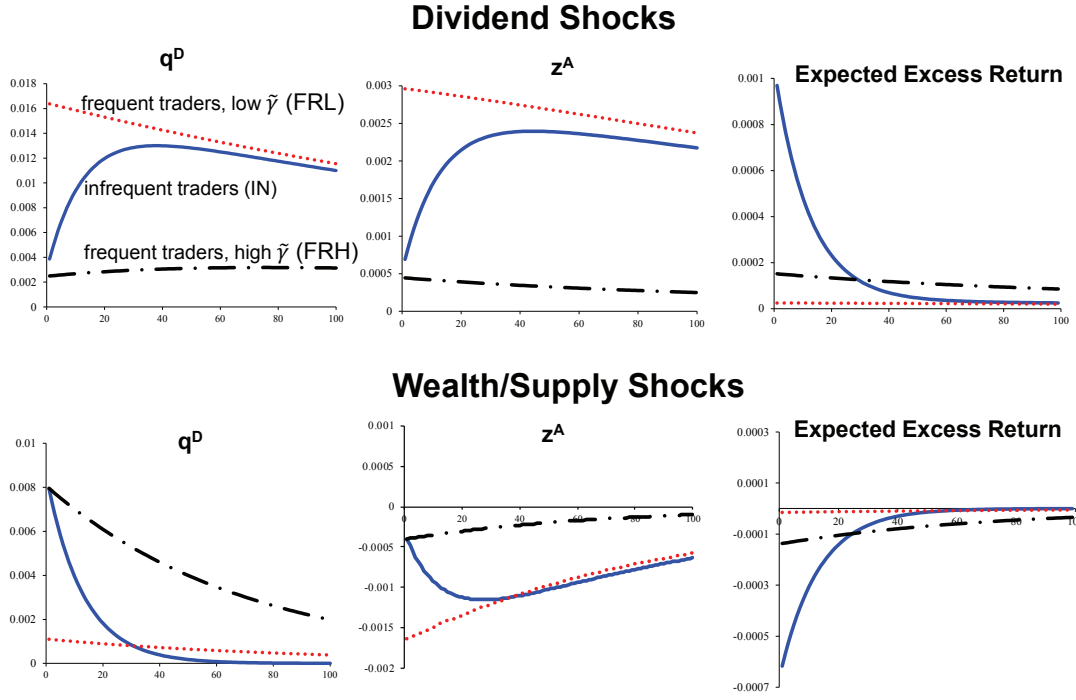 Dividend Shocks
q^D
z^A
Expected Excess Return
0.018
0.016
0.014
0.012
0.01
0.008
0.006
0.004
0.002
0
0 20 40 60 80 100
frequent traders, low γ̃ (FRL)
infrequent traders (IN)
frequent traders, high γ̃ (FRH)
0.003
0.0025
0.002
0.0015
0.001
0.0005
0
0 20 40 60 80 100
0.001
0.0008
0.0006
0.0004
0.0002
0
0 20 40 60 80 100
Wealth/Supply Shocks
q^D
z^A
Expected Excess Return
0.01
0.008
0.006
0.004
0.002
0
0 20 40 60 80 100
0.001
0.0005
0
-0.0005
-0.001
-0.0015
-0.002
0 20 40 60 80 100
0.0003
0.0001
-0.0001
-0.0003
-0.0005
-0.0007
0 20 40 60 80 100